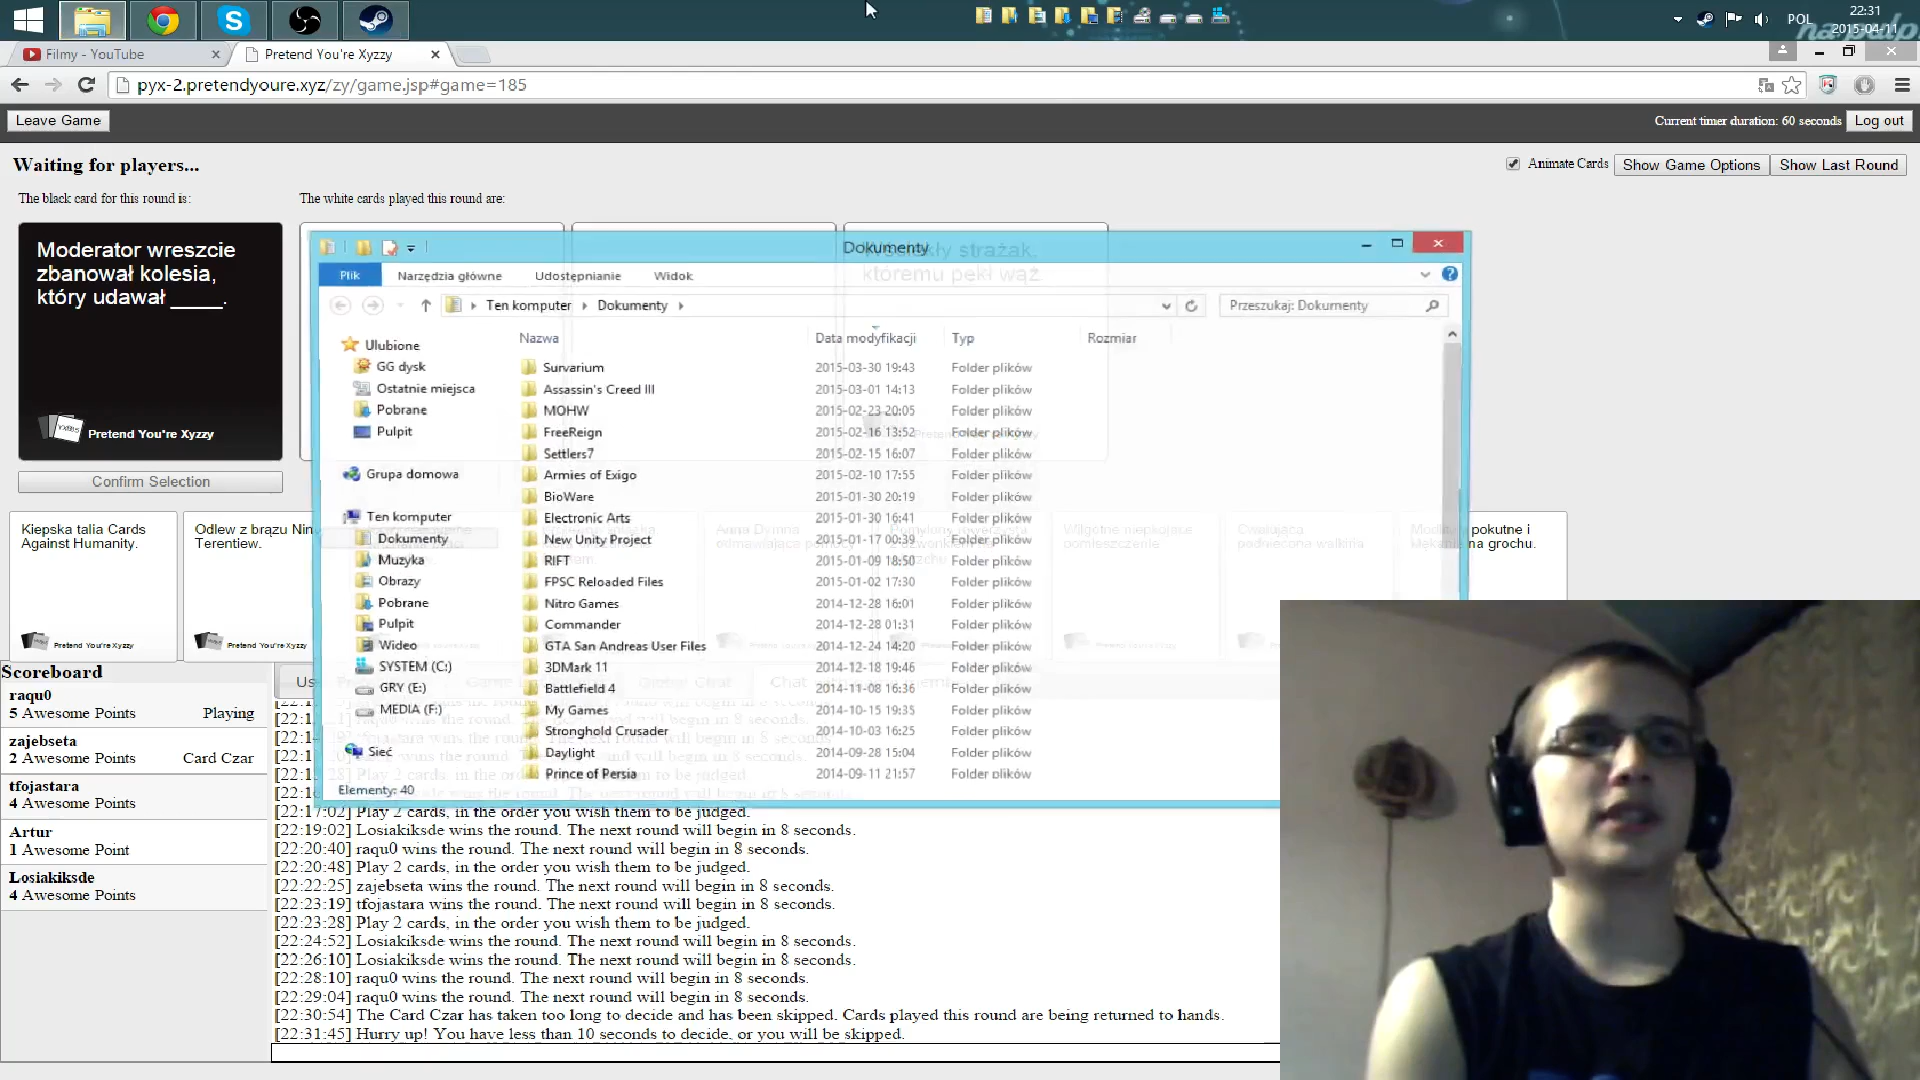 22:31
POL
2015-04-11
Filmy - YouTube
Pretend You're Xyzzy
pyx-2.pretendyoure.xyz/zy/game.jsp#game=185
Leave Game
Current timer duration: 60 seconds
Log out
Waiting for players...
Animate Cards
Show Game Options
Show Last Round
The black card for this round is:
The white cards played this round are:
Moderator wreszcie
zbanował kolesia,
który udawał _____.
Pretend You're Xyzzy
Confirm Selection
strażak,
któremu pękł wąż.
Dokumenty
Plik
Narzędzia główne
Udostępnianie
Widok
Ten komputer
Dokumenty
Przeszukaj: Dokumenty
Nazwa
Data modyfikacji
Typ
Rozmiar
Ulubione
GG dysk
Ostatnie miejsca
Pobrane
Pulpit
Grupa domowa
Ten komputer
Dokumenty
Muzyka
Obrazy
Pobrane
Pulpit
Wideo
SYSTEM (C:)
GRY (E:)
MEDIA (F:)
Sieć
Survarium 2015-03-30 19:43 Folder plików
Assassin's Creed III 2015-03-01 14:13 Folder plików
MOHW 2015-02-23 20:05 Folder plików
FreeReign 2015-02-16 13:52 Folder plików
Settlers7 2015-02-15 16:07 Folder plików
Armies of Exigo 2015-02-10 17:55 Folder plików
BioWare 2015-01-30 20:19 Folder plików
Electronic Arts 2015-01-30 16:41 Folder plików
New Unity Project 2015-01-17 00:39 Folder plików
RIFT 2015-01-09 18:50 Folder plików
FPSC Reloaded Files 2015-01-02 17:30 Folder plików
Nitro Games 2014-12-28 16:01 Folder plików
Commander 2014-12-28 01:31 Folder plików
GTA San Andreas User Files 2014-12-24 14:20 Folder plików
3DMark 11 2014-12-18 19:46 Folder plików
Battlefield 4 2014-11-08 16:36 Folder plików
My Games 2014-10-15 19:35 Folder plików
Stronghold Crusader 2014-10-03 16:25 Folder plików
Daylight 2014-09-28 15:04 Folder plików
Prince of Persia 2014-09-11 21:57 Folder plików
Elementy: 40
Kiepska talia Cards
Against Humanity.
Pretend You're Xyzzy
Odlew z brązu Niny
Terentiew.
Pretend You're Xyzzy
Anna Dymna
Wilgotne niepokojące
pomieszczenie
pokutne i
na grochu.
Scoreboard
raqu0
5 Awesome Points Playing
zajebseta
2 Awesome Points Card Czar
tfojastara
4 Awesome Points
Artur
1 Awesome Point
Losiakiksde
4 Awesome Points
[22:17:02] Play 2 cards, in the order you wish them to be judged.
[22:19:02] Losiakiksde wins the round. The next round will begin in 8 seconds.
[22:20:40] raqu0 wins the round. The next round will begin in 8 seconds.
[22:20:48] Play 2 cards, in the order you wish them to be judged.
[22:22:25] zajebseta wins the round. The next round will begin in 8 seconds.
[22:23:19] tfojastara wins the round. The next round will begin in 8 seconds.
[22:23:28] Play 2 cards, in the order you wish them to be judged.
[22:24:52] Losiakiksde wins the round. The next round will begin in 8 seconds.
[22:26:10] Losiakiksde wins the round. The next round will begin in 8 seconds.
[22:28:10] raqu0 wins the round. The next round will begin in 8 seconds.
[22:29:04] raqu0 wins the round. The next round will begin in 8 seconds.
[22:30:54] The Card Czar has taken too long to decide and has been skipped. Cards played this round are being returned to hands.
[22:31:45] Hurry up! You have less than 10 seconds to decide, or you will be skipped.